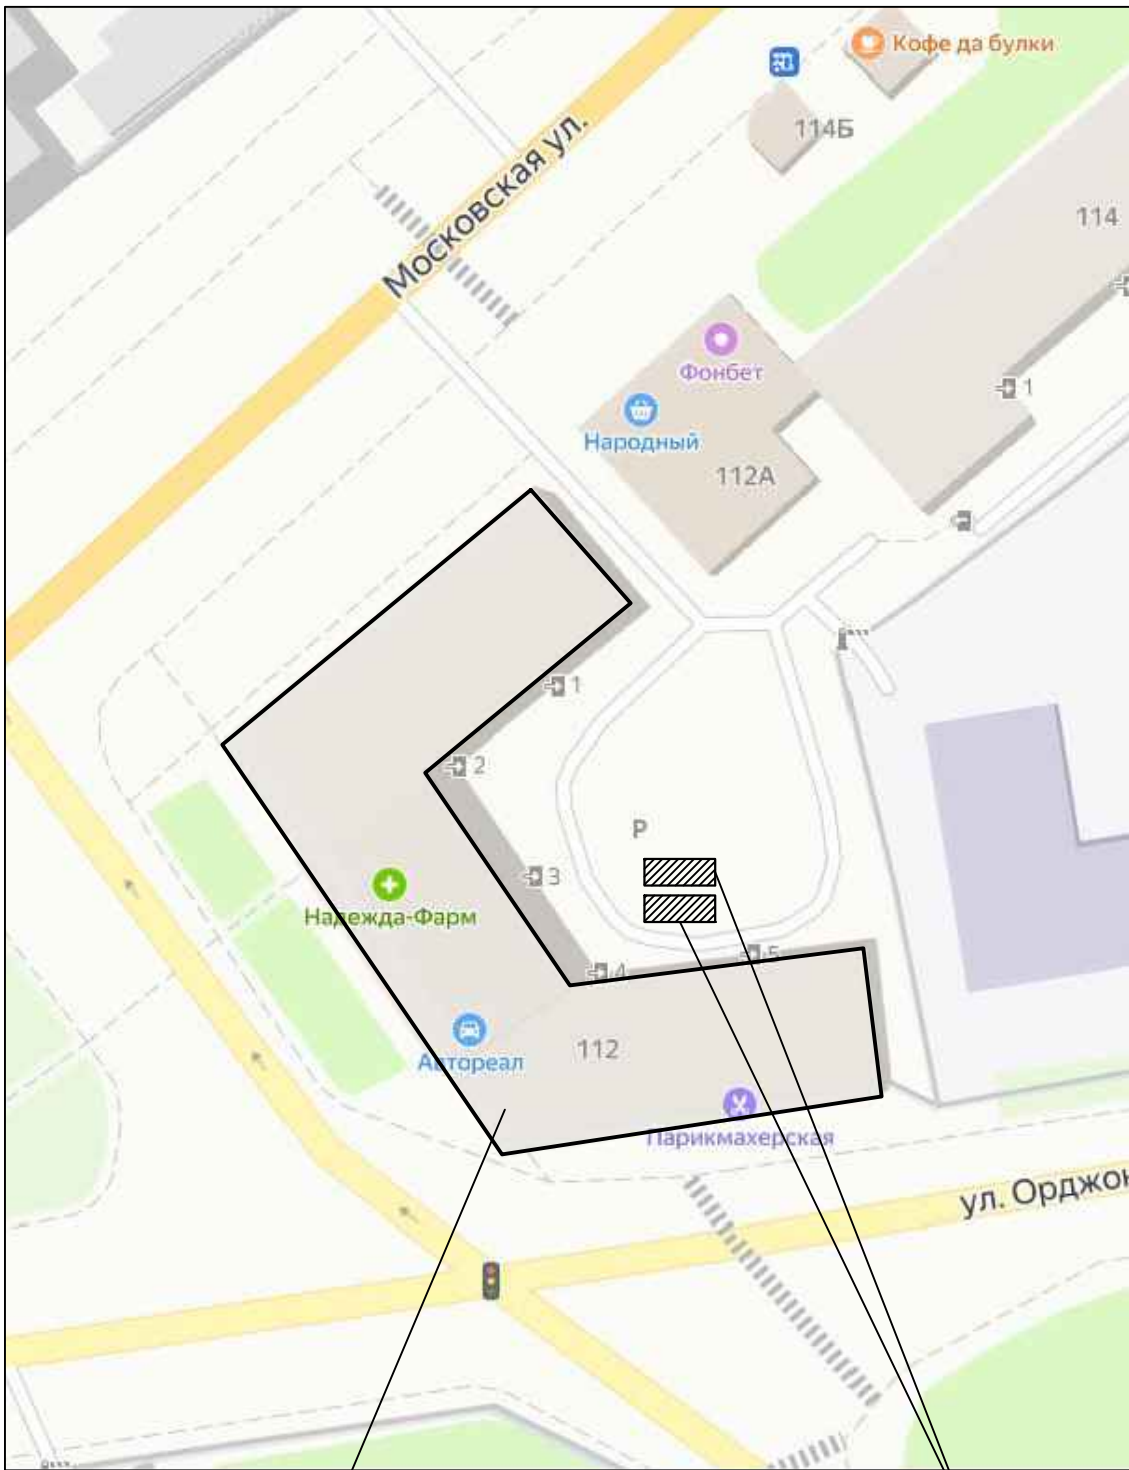 Кофе да булки
114Б
Московская ул.
114
Фонбет
1
Народный
112А
1
2
P
3
Надежда-Фарм
5
4
112
Автореал
Парикмахерская
ул. Орджон